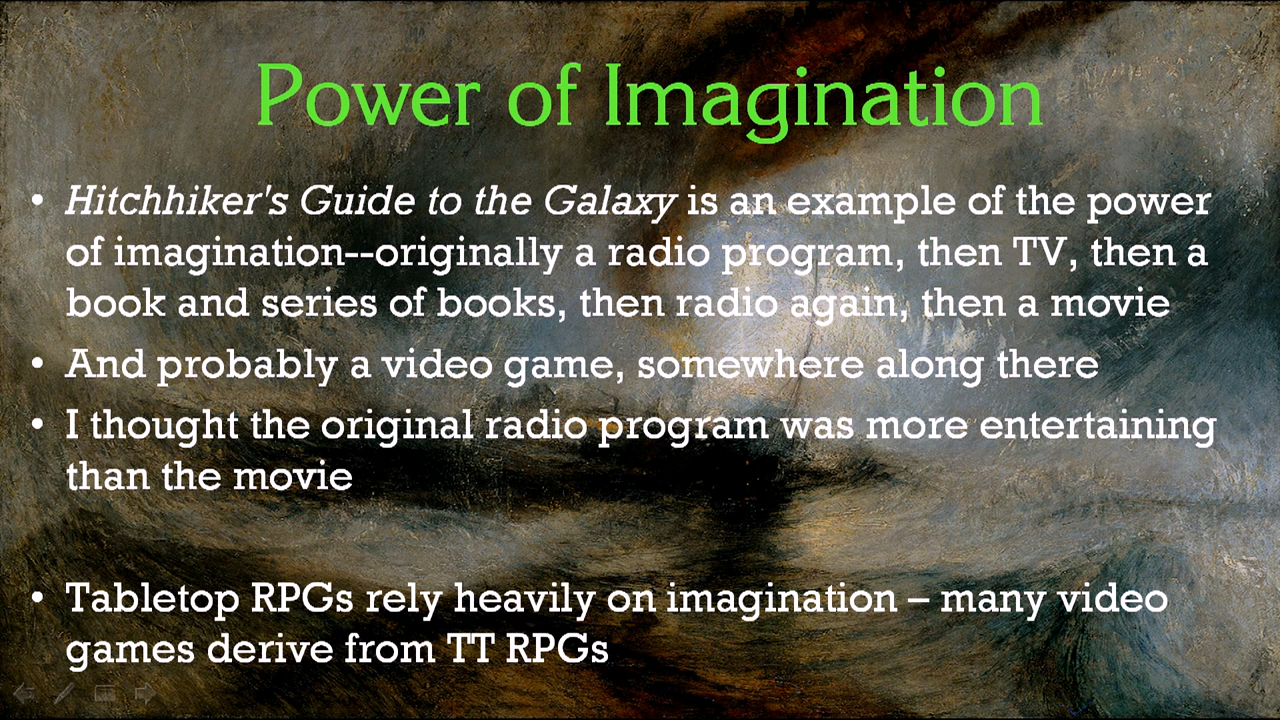 Power of Imagination
• Hitchhiker's Guide to the Galaxy is an example of the power
of imagination--originally a radio program, then TV, then a
book and series of books, then radio again, then a movie
• And probably a video game, somewhere along there
• I thought the original radio program was more entertaining
than the movie
• Tabletop RPGs rely heavily on imagination – many video
games derive from TT RPGs